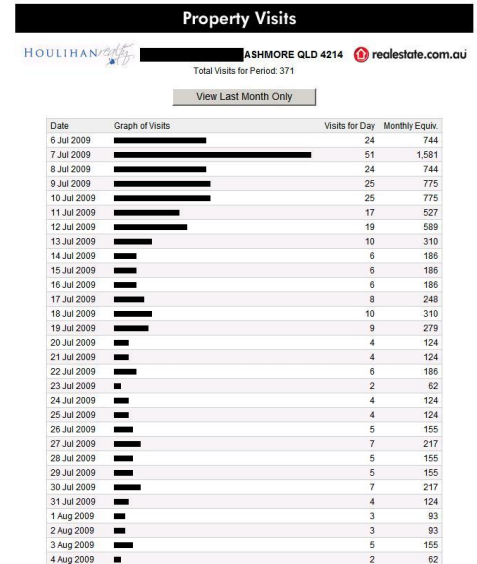 Property Visits
HOULIHAN realty ASHMORE QLD 4214 realestate.com.au
Total Visits for Period: 371
View Last Month Only
Date Graph of Visits Visits for Day Monthly Equiv.
6 Jul 2009 24 744
7 Jul 2009 51 1,581
8 Jul 2009 24 744
9 Jul 2009 25 775
10 Jul 2009 25 775
11 Jul 2009 17 527
12 Jul 2009 19 589
13 Jul 2009 10 310
14 Jul 2009 6 186
15 Jul 2009 6 186
16 Jul 2009 6 186
17 Jul 2009 8 248
18 Jul 2009 10 310
19 Jul 2009 9 279
20 Jul 2009 4 124
21 Jul 2009 4 124
22 Jul 2009 6 186
23 Jul 2009 2 62
24 Jul 2009 4 124
25 Jul 2009 4 124
26 Jul 2009 5 155
27 Jul 2009 7 217
28 Jul 2009 5 155
29 Jul 2009 5 155
30 Jul 2009 7 217
31 Jul 2009 4 124
1 Aug 2009 3 93
2 Aug 2009 3 93
3 Aug 2009 5 155
4 Aug 2009 2 62